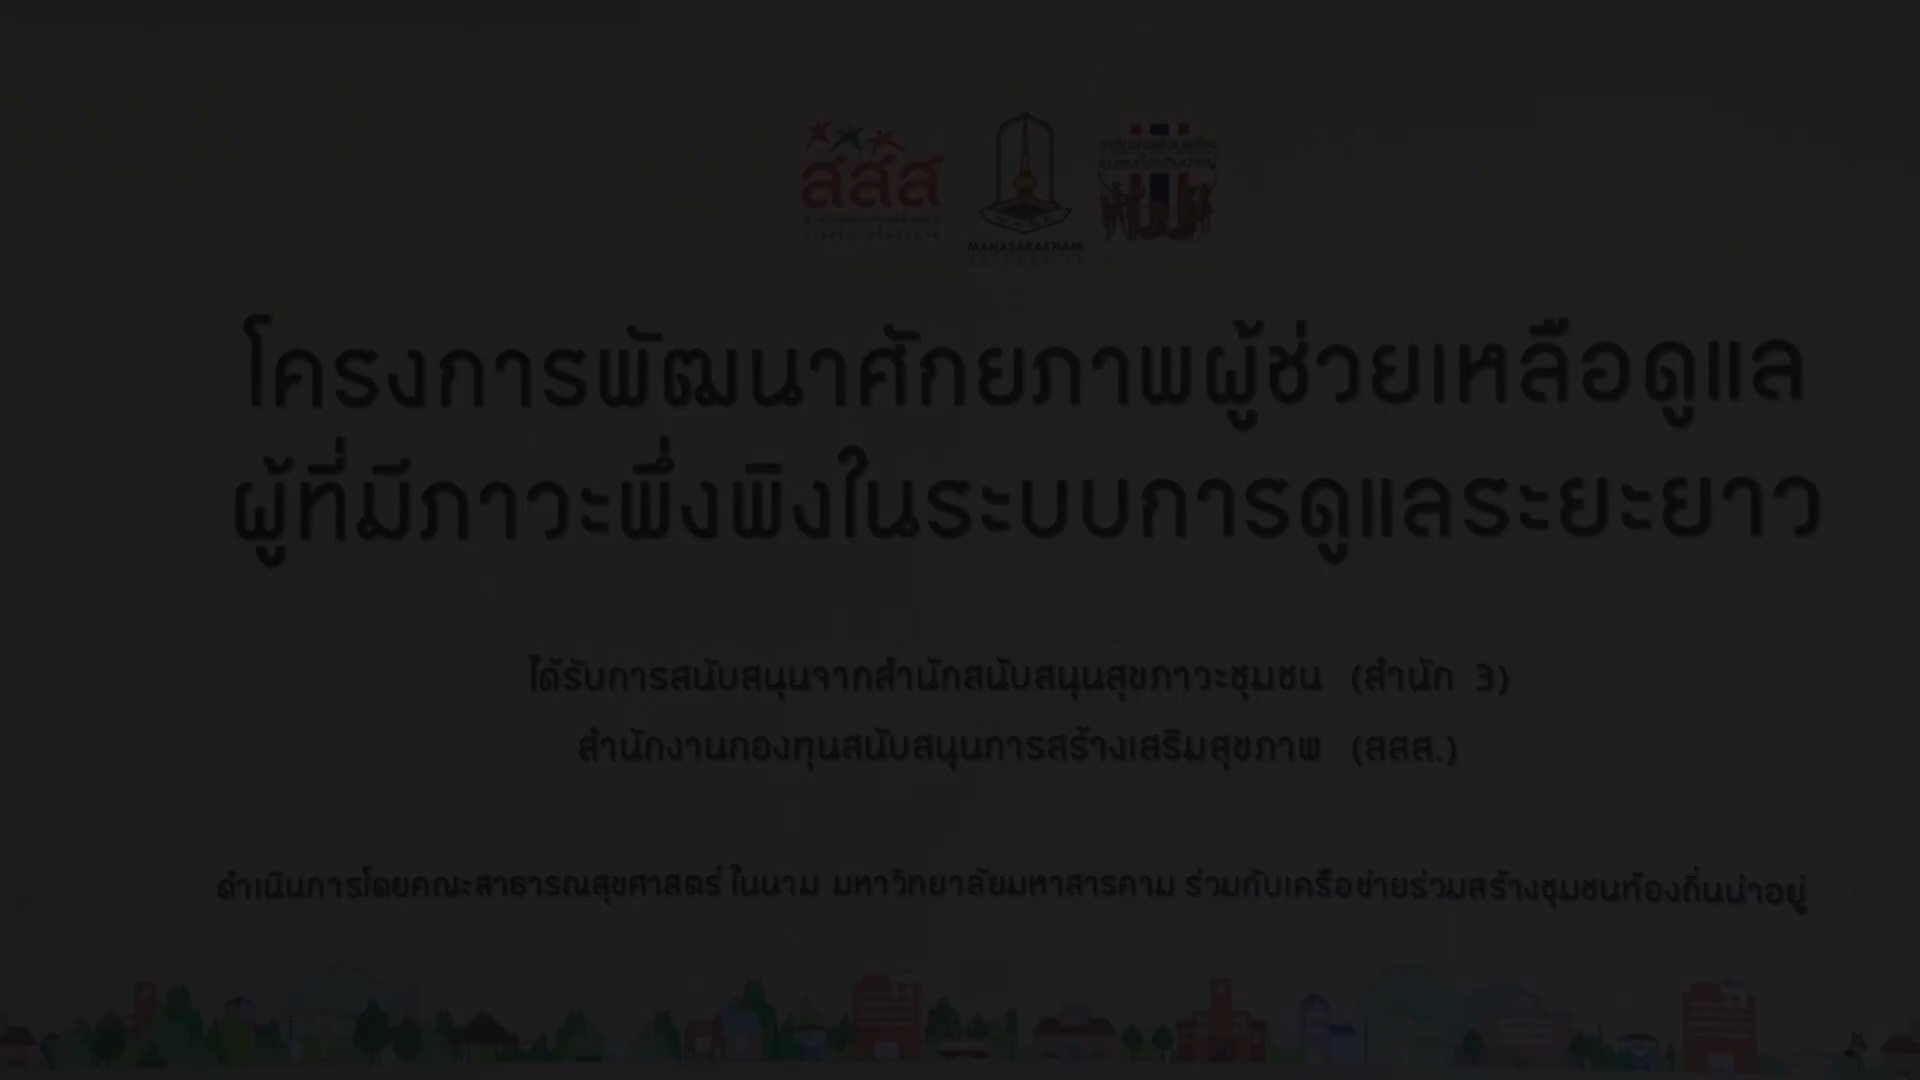 สสส
MAHASARAKHAM
UNIVERSITY
โครงการพัฒนาศักยภาพผู้ช่วยเหลือดูแล
ผู้ที่มีภาวะพึ่งพิงในระบบการดูแลระยะยาว
ได้รับการสนับสนุนจากสำนักสนับสนุนสุขภาวะชุมชน (สำนัก 3)
สำนักงานกองทุนสนับสนุนการสร้างเสริมสุขภาพ (สสส.)
ดำเนินการโดยคณะสาธารณสุขศาสตร์ ในนาม มหาวิทยาลัยมหาสารคาม ร่วมกับเครือข่ายร่วมสร้างชุมชนท้องถิ่นน่าอยู่